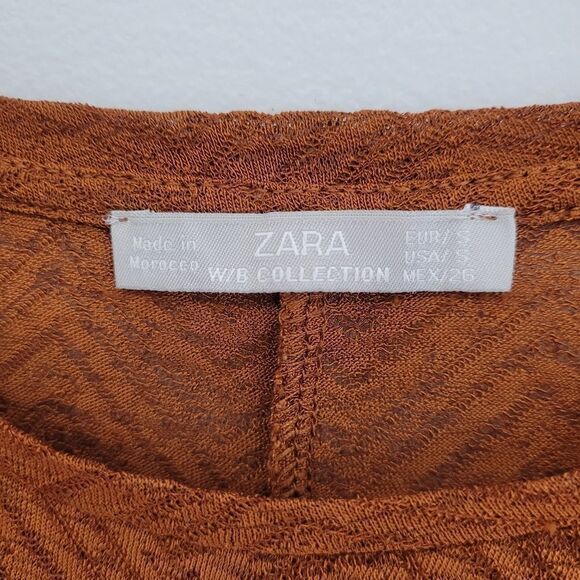 Made in
Morocco
ZARA
W/B COLLECTION
EUR/ S
USA/ S
MEX/26